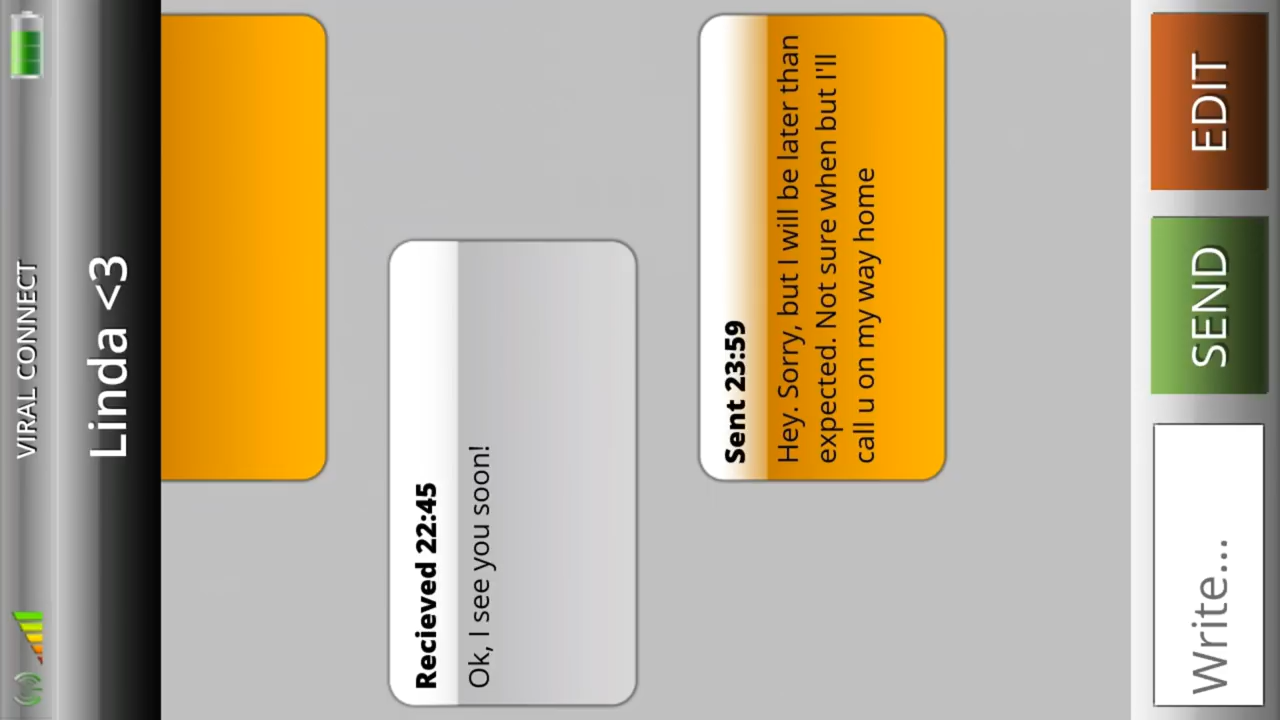 VIRAL CONNECT
Linda <3
Recieved 22:45
Ok, I see you soon!
Sent 23:59
Hey. Sorry, but I will be later than
expected. Not sure when but I'll
call u on my way home
Write...
SEND
EDIT